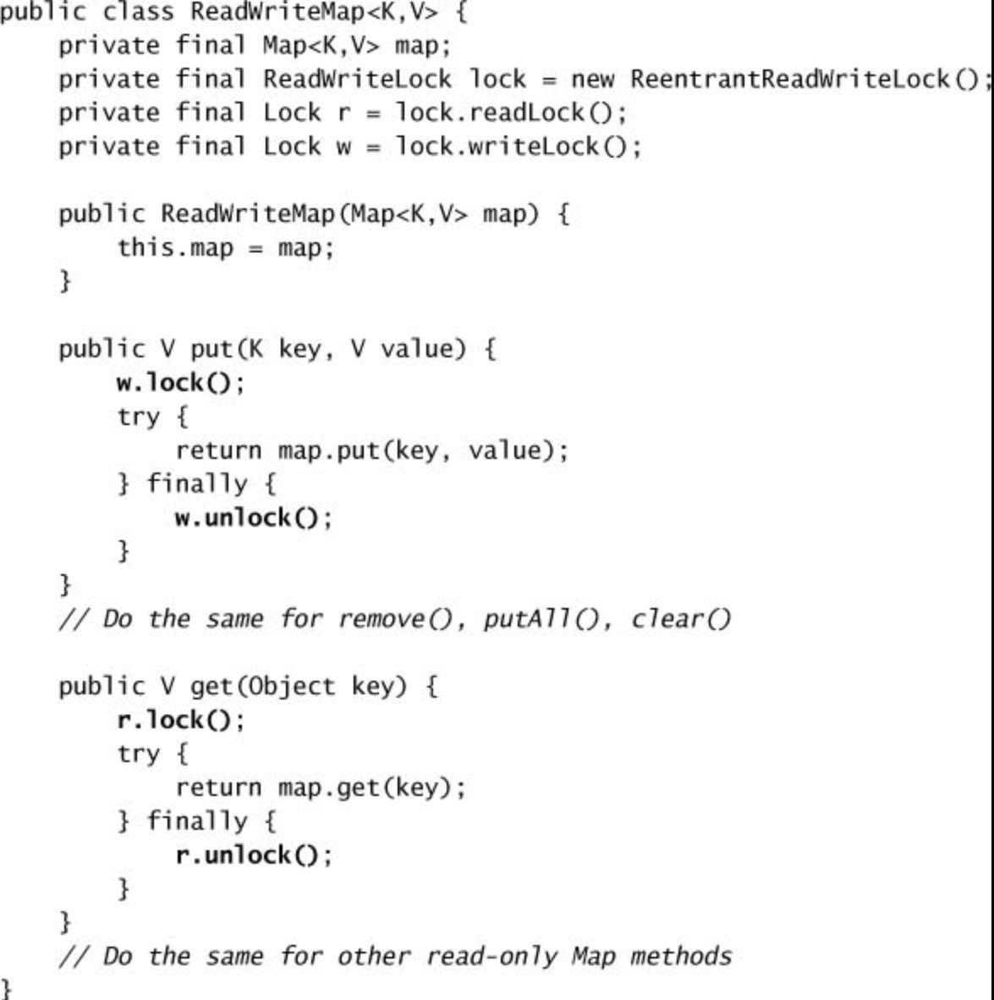 public class ReadWriteMap<K,V> {
    private final Map<K,V> map;
    private final ReadWriteLock lock = new ReentrantReadWriteLock();
    private final Lock r = lock.readLock();
    private final Lock w = lock.writeLock();

    public ReadWriteMap(Map<K,V> map) {
        this.map = map;
    }

    public V put(K key, V value) {
        w.lock();
        try {
            return map.put(key, value);
        } finally {
            w.unlock();
        }
    }
    // Do the same for remove(), putAll(), clear()

    public V get(Object key) {
        r.lock();
        try {
            return map.get(key);
        } finally {
            r.unlock();
        }
    }
    // Do the same for other read-only Map methods
}